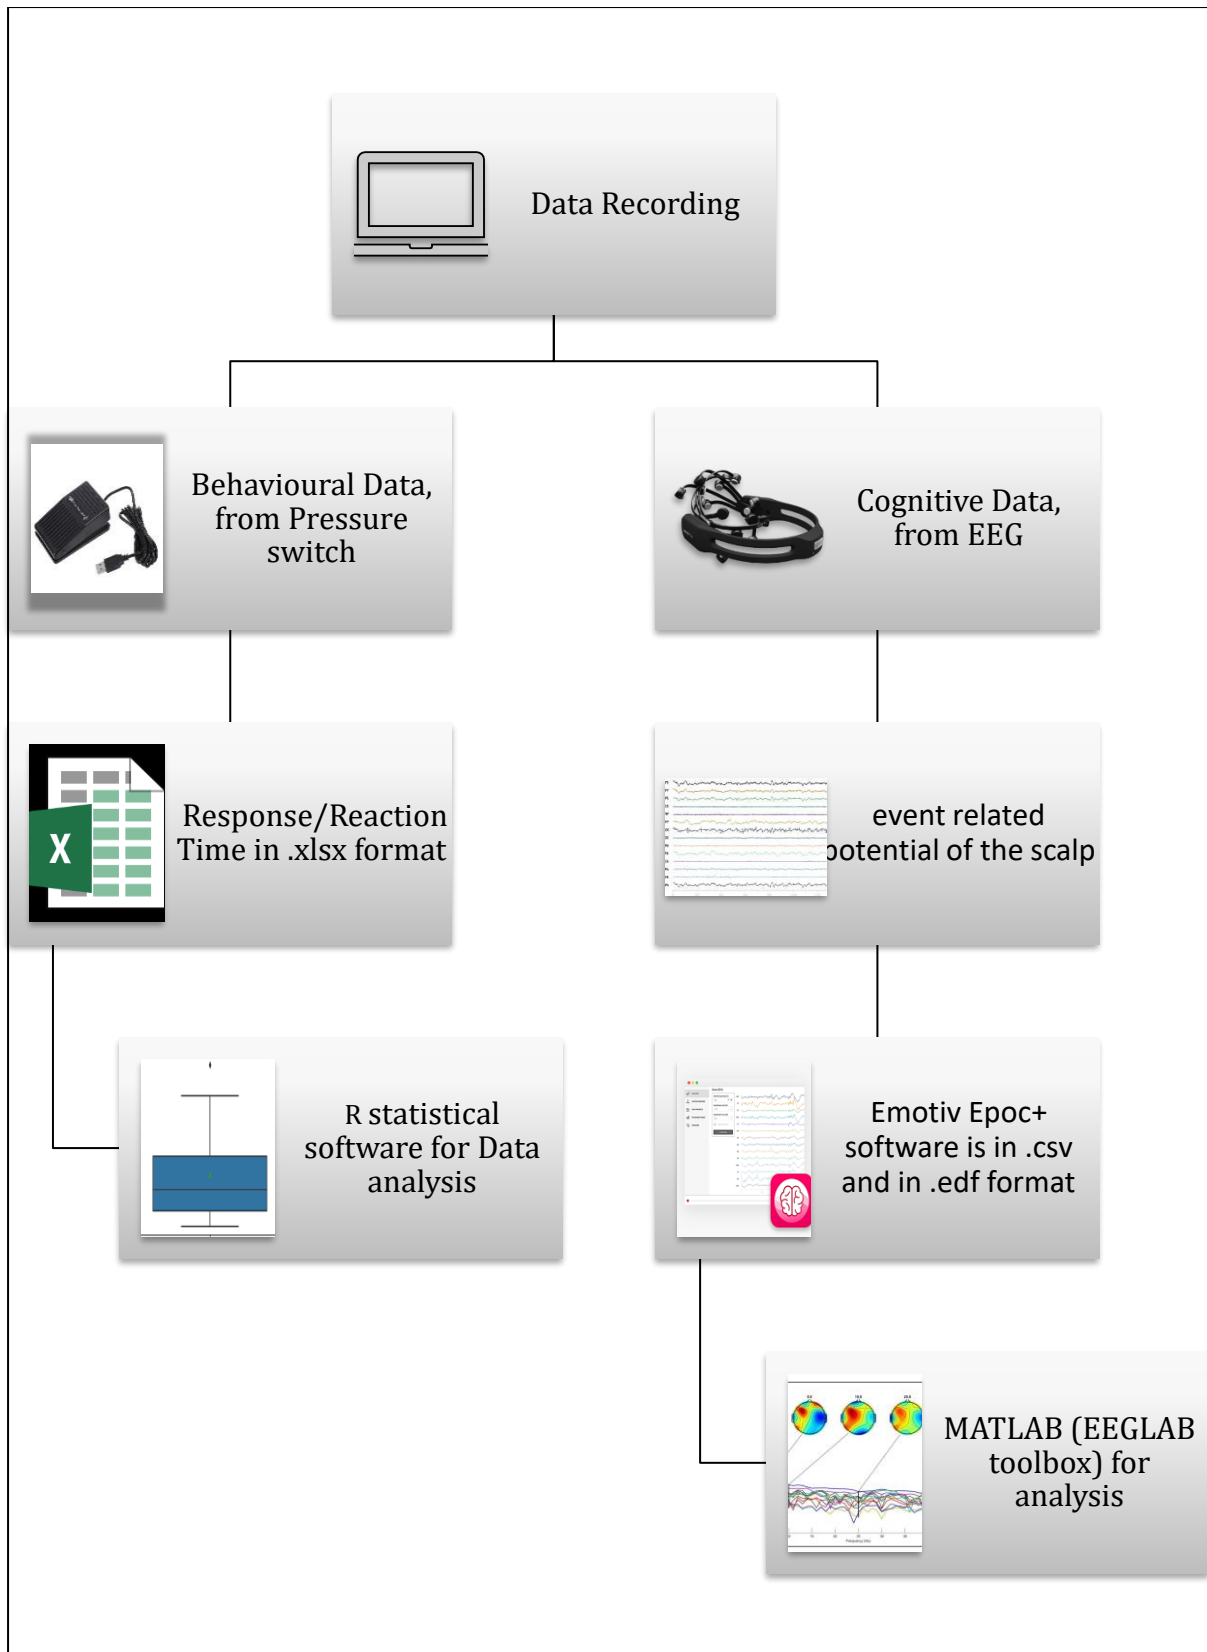 Data Recording
Behavioural Data,
from Pressure
switch
Cognitive Data,
from EEG
X
Response/Reaction
Time in .xlsx format
event related
potential of the scalp
R statistical
software for Data
analysis
Emotiv Epoc+
software is in .csv
and in .edf format
MATLAB (EEGLAB
toolbox) for
analysis